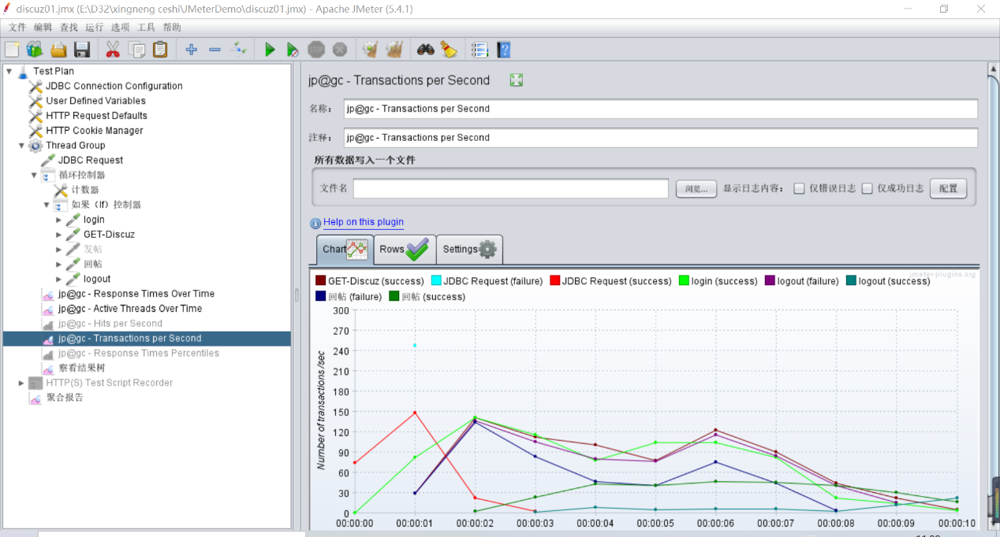 discuz01.jmx (E:\D32\xingneng ceshi\JMeterDemo\discuz01.jmx) - Apache JMeter (5.4.1)
文件 编辑 查找 运行 选项 工具 帮助
Test Plan
JDBC Connection Configuration
User Defined Variables
HTTP Request Defaults
HTTP Cookie Manager
Thread Group
JDBC Request
循环控制器
计数器
如果（If）控制器
login
GET-Discuz
发帖
回帖
logout
jp@gc - Response Times Over Time
jp@gc - Active Threads Over Time
jp@gc - Hits per Second
jp@gc - Transactions per Second
jp@gc - Response Times Percentiles
察看结果树
HTTP(S) Test Script Recorder
聚合报告
jp@gc - Transactions per Second
名称： jp@gc - Transactions per Second
注释： jp@gc - Transactions per Second
所有数据写入一个文件
文件名 浏览... 显示日志内容： 仅错误日志 仅成功日志 配置
Help on this plugin
Chart Rows Settings
jmeter-plugins.org
GET-Discuz (success) JDBC Request (failure) JDBC Request (success) login (success) logout (failure) logout (success)
回帖 (failure) 回帖 (success)
Number of transactions /sec
300
270
240
210
180
150
120
90
60
30
0
00:00:00 00:00:01 00:00:02 00:00:03 00:00:04 00:00:05 00:00:06 00:00:07 00:00:08 00:00:09 00:00:10